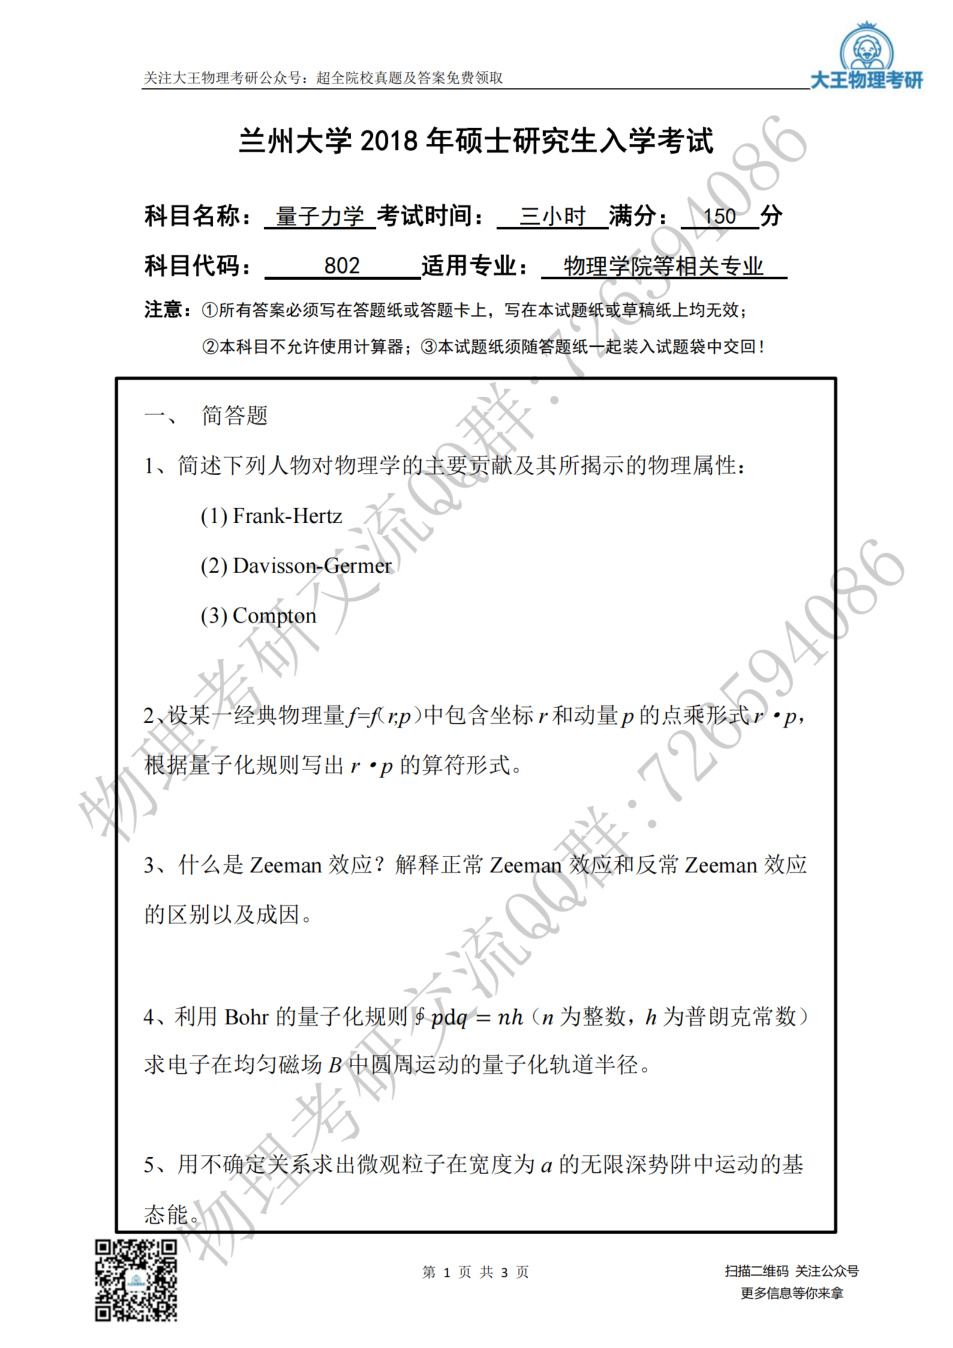 关注大王物理考研公众号：超全院校真题及答案免费领取
大王物理考研
兰州大学 2018 年硕士研究生入学考试
科目名称： 量子力学 考试时间： 三小时 满分： 150 分
科目代码： 802 适用专业： 物理学院等相关专业
注意：①所有答案必须写在答题纸或答题卡上，写在本试题纸或草稿纸上均无效；
②本科目不允许使用计算器；③本试题纸须随答题纸一起装入试题袋中交回！
一、 简答题
1、简述下列人物对物理学的主要贡献及其所揭示的物理属性：
(1) Frank-Hertz
(2) Davisson-Germer
(3) Compton
2、设某一经典物理量 f=f（r,p）中包含坐标 r 和动量 p 的点乘形式 r•p，
根据量子化规则写出 r•p 的算符形式。
3、什么是 Zeeman 效应？解释正常 Zeeman 效应和反常 Zeeman 效应
的区别以及成因。
4、利用 Bohr 的量子化规则 ∮ pdq = nh（n 为整数，h 为普朗克常数）
求电子在均匀磁场 B 中圆周运动的量子化轨道半径。
5、用不确定关系求出微观粒子在宽度为 a 的无限深势阱中运动的基
态能。
物理考研交流QQ群：726594086
物理考研交流QQ群：726594086
大王物理考研
第 1 页 共 3 页
扫描二维码 关注公众号
更多信息等你来拿